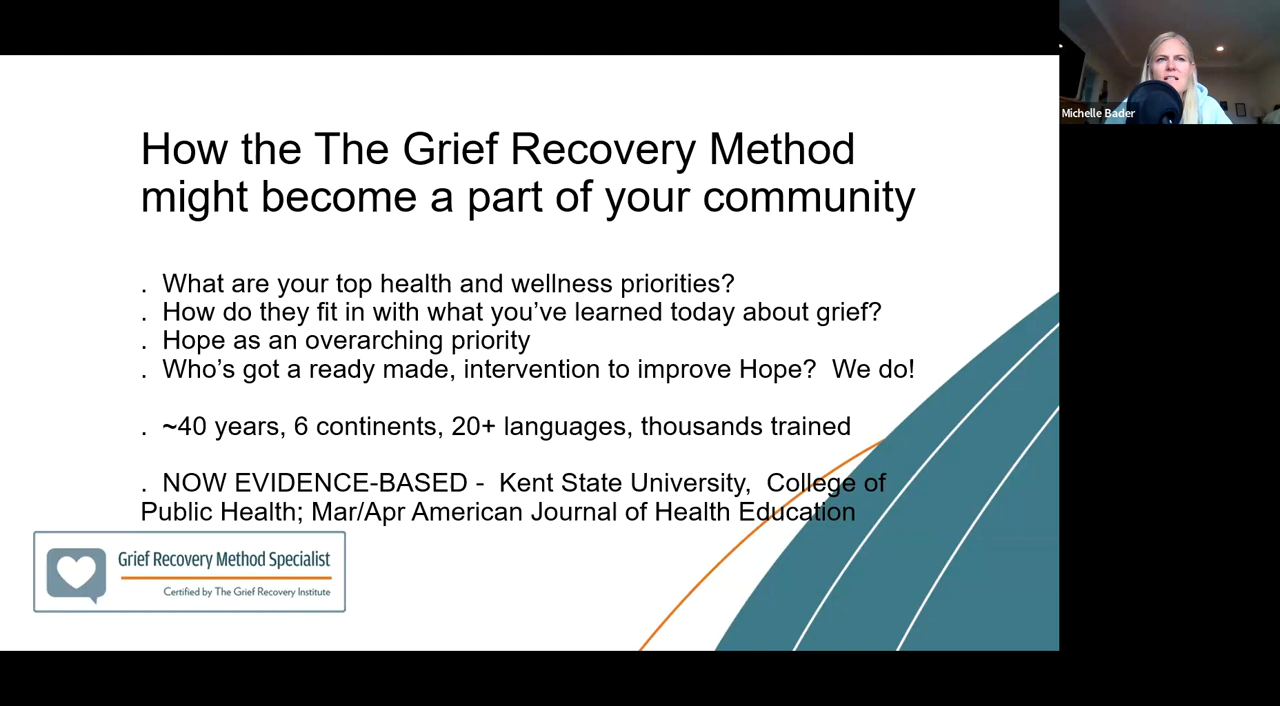 How the The Grief Recovery Method
might become a part of your community
. What are your top health and wellness priorities?
. How do they fit in with what you’ve learned today about grief?
. Hope as an overarching priority
. Who’s got a ready made, intervention to improve Hope?  We do!
. ~40 years, 6 continents, 20+ languages, thousands trained
. NOW EVIDENCE-BASED -  Kent State University,  College of
Public Health; Mar/Apr American Journal of Health Education
Grief Recovery Method Specialist
Certified by The Grief Recovery Institute
Michelle Bader